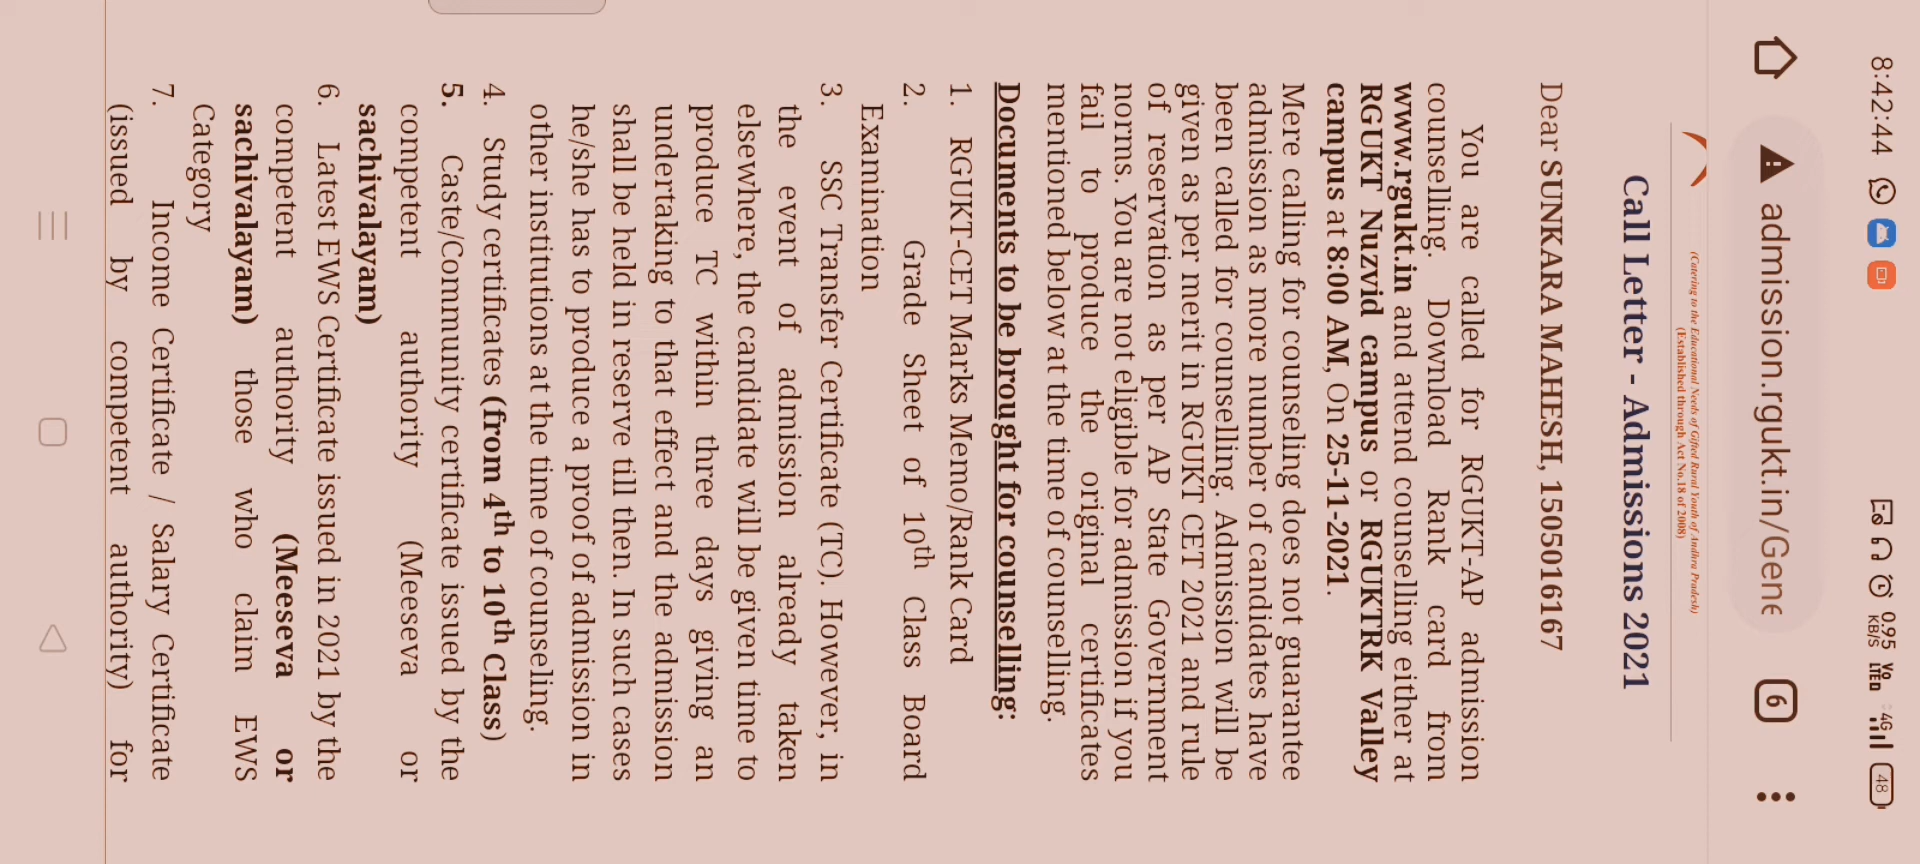 8:42:44 0.95 KB/S Vo LTED 4G 48
admission.rgukt.in/Gene 6
(Catering to the Educational Needs of Gifted Rural Youth of Andhra Pradesh)
(Established through Act No.18 of 2008)
Call Letter - Admissions 2021
Dear SUNKARA MAHESH, 1505016167
You are called for RGUKT-AP admission
counselling. Download Rank card from
www.rgukt.in and attend counselling either at
RGUKT Nuzvid campus or RGUKTRK Valley
campus at 8:00 AM, On 25-11-2021.
Mere calling for counseling does not guarantee
admission as more number of candidates have
been called for counselling. Admission will be
given as per merit in RGUKT CET 2021 and rule
of reservation as per AP State Government
norms. You are not eligible for admission if you
fail to produce the original certificates
mentioned below at the time of counselling.
Documents to be brought for counselling:
1. RGUKT-CET Marks Memo/Rank Card
2. Grade Sheet of 10th Class Board
Examination
3. SSC Transfer Certificate (TC). However, in
the event of admission already taken
elsewhere, the candidate will be given time to
produce TC within three days giving an
undertaking to that effect and the admission
shall be held in reserve till then. In such cases
he/she has to produce a proof of admission in
other institutions at the time of counseling.
4. Study certificates (from 4th to 10th Class)
5. Caste/Community certificate issued by the
competent authority (Meeseva or
sachivalayam)
6. Latest EWS Certificate issued in 2021 by the
competent authority (Meeseva or
sachivalayam) those who claim EWS
Category
7. Income Certificate / Salary Certificate
(issued by competent authority) for